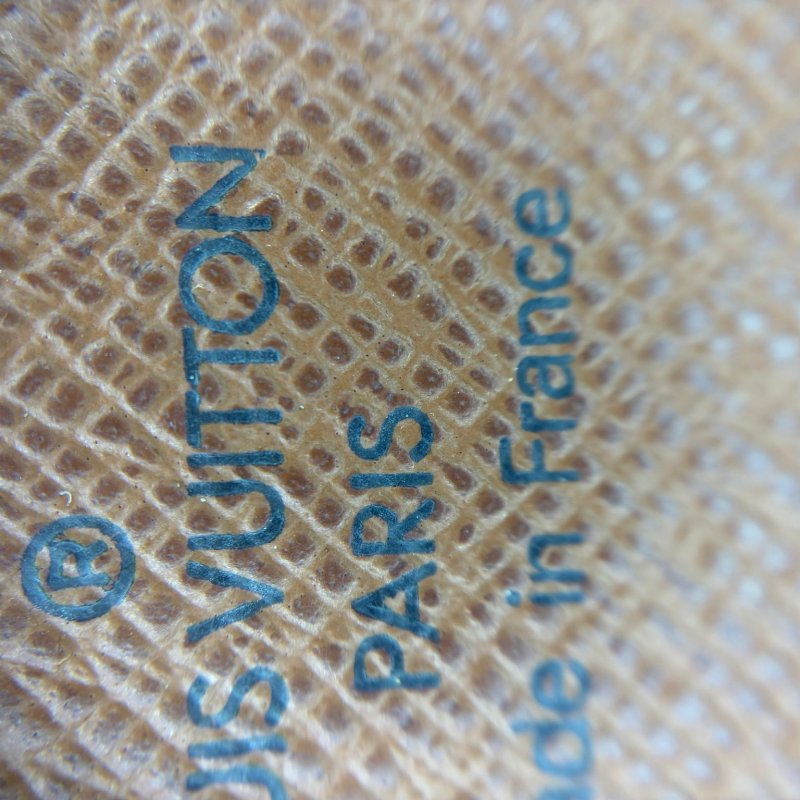 ®
UIS VUITTON
PARIS
de in France